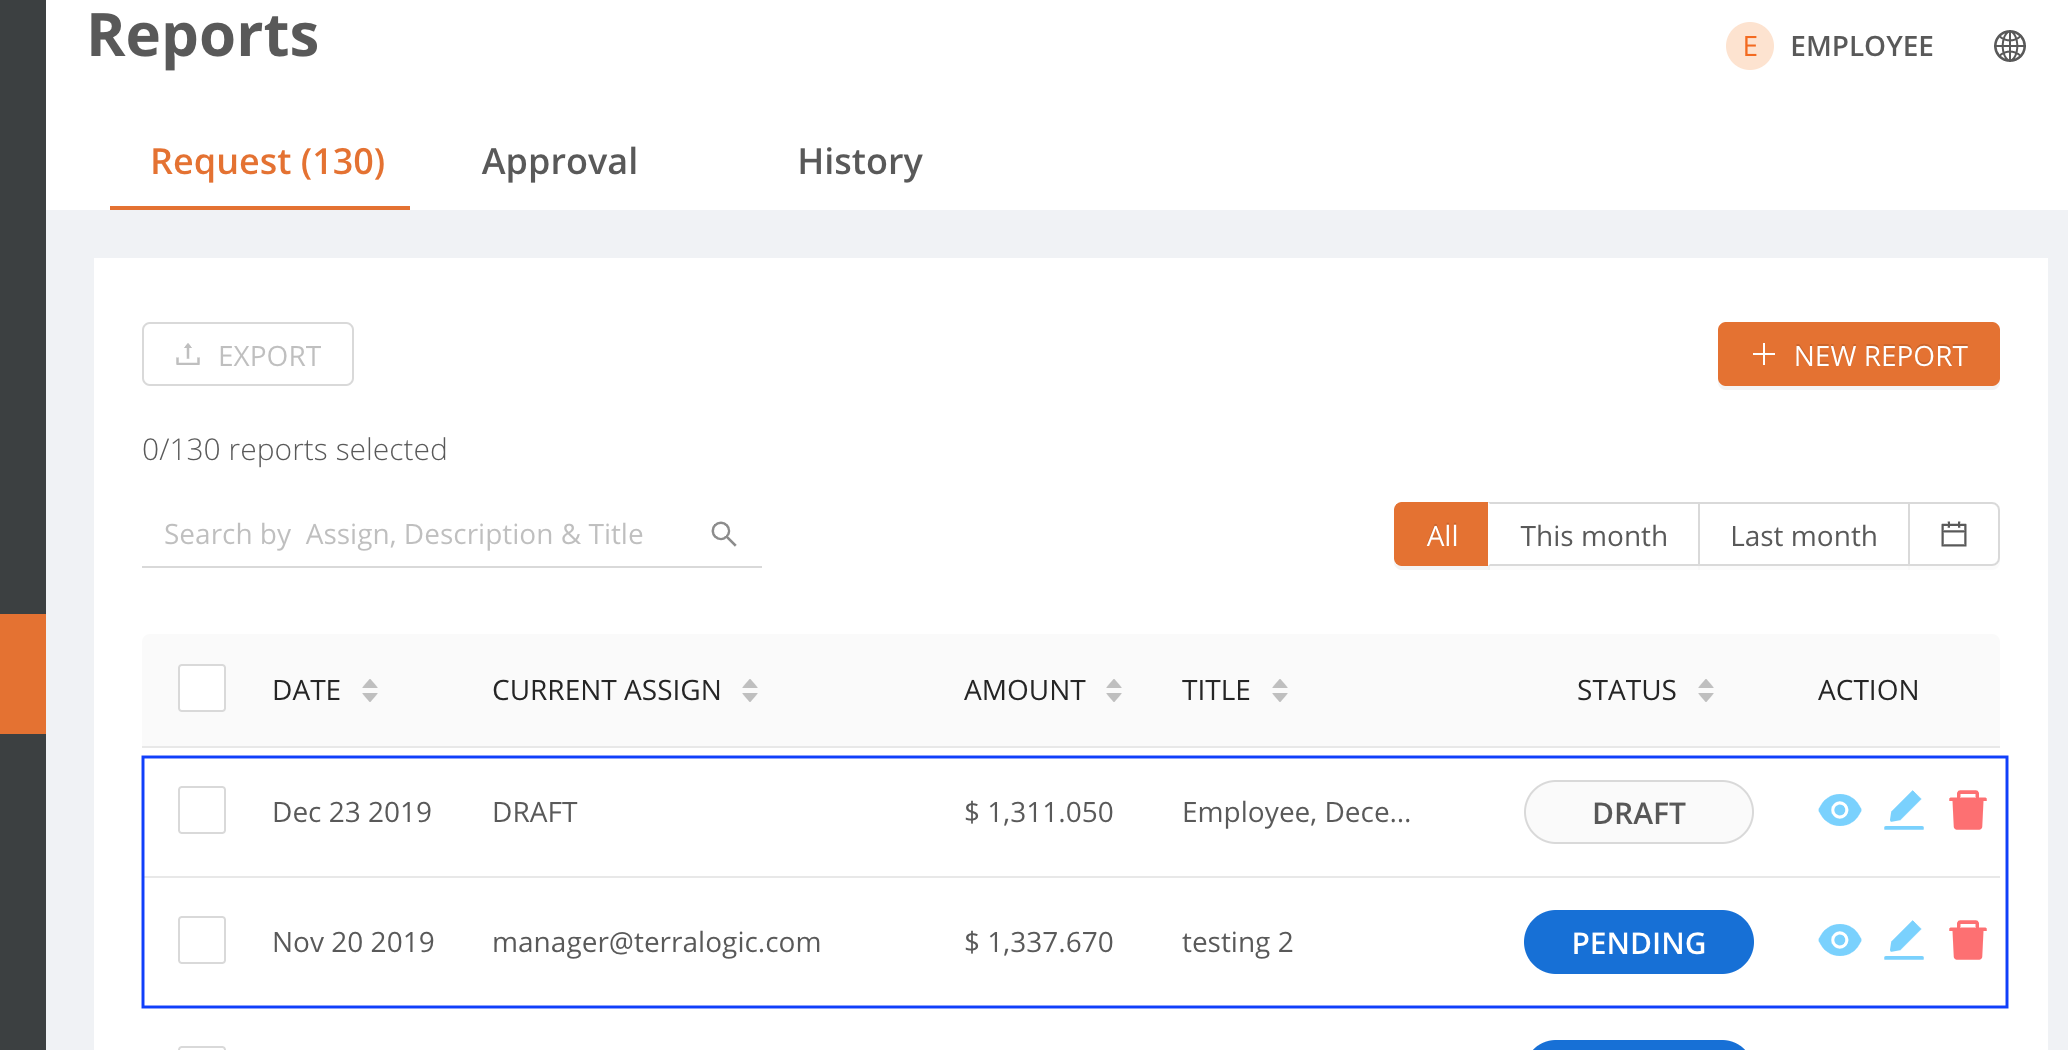 Reports
E EMPLOYEE
Request (130) Approval History
EXPORT
NEW REPORT
0/130 reports selected
Search by Assign, Description & Title
All This month Last month
DATE CURRENT ASSIGN AMOUNT TITLE STATUS ACTION
Dec 23 2019 DRAFT $ 1,311.050 Employee, Dece... DRAFT
Nov 20 2019 manager@terralogic.com $ 1,337.670 testing 2 PENDING